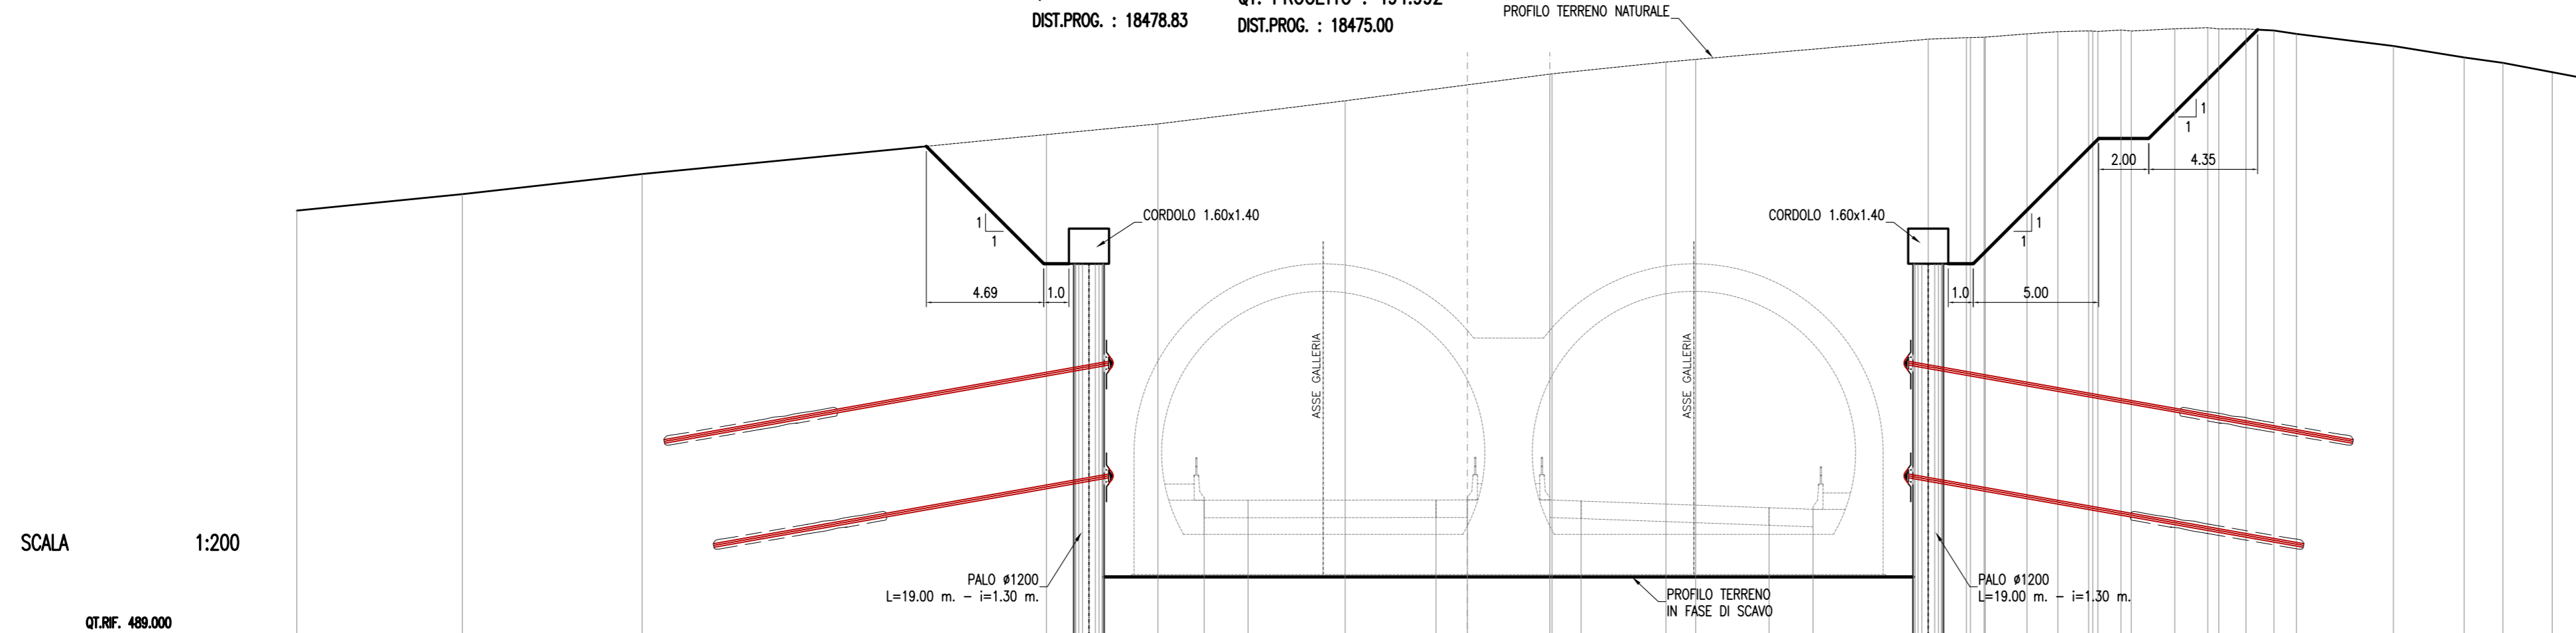 DIST.PROG. : 18478.83
DIST.PROG. : 18475.00
PROFILO TERRENO NATURALE
1
1
2.00
4.35
CORDOLO 1.60x1.40
CORDOLO 1.60x1.40
1
1
1
1
4.69
1.0
1.0
5.00
ASSE GALLERIA
ASSE GALLERIA
SCALA 1:200
PALO ø1200
L=19.00 m. - i=1.30 m.
PROFILO TERRENO
IN FASE DI SCAVO
PALO ø1200
L=19.00 m. - i=1.30 m.
QT.RIF. 489.000